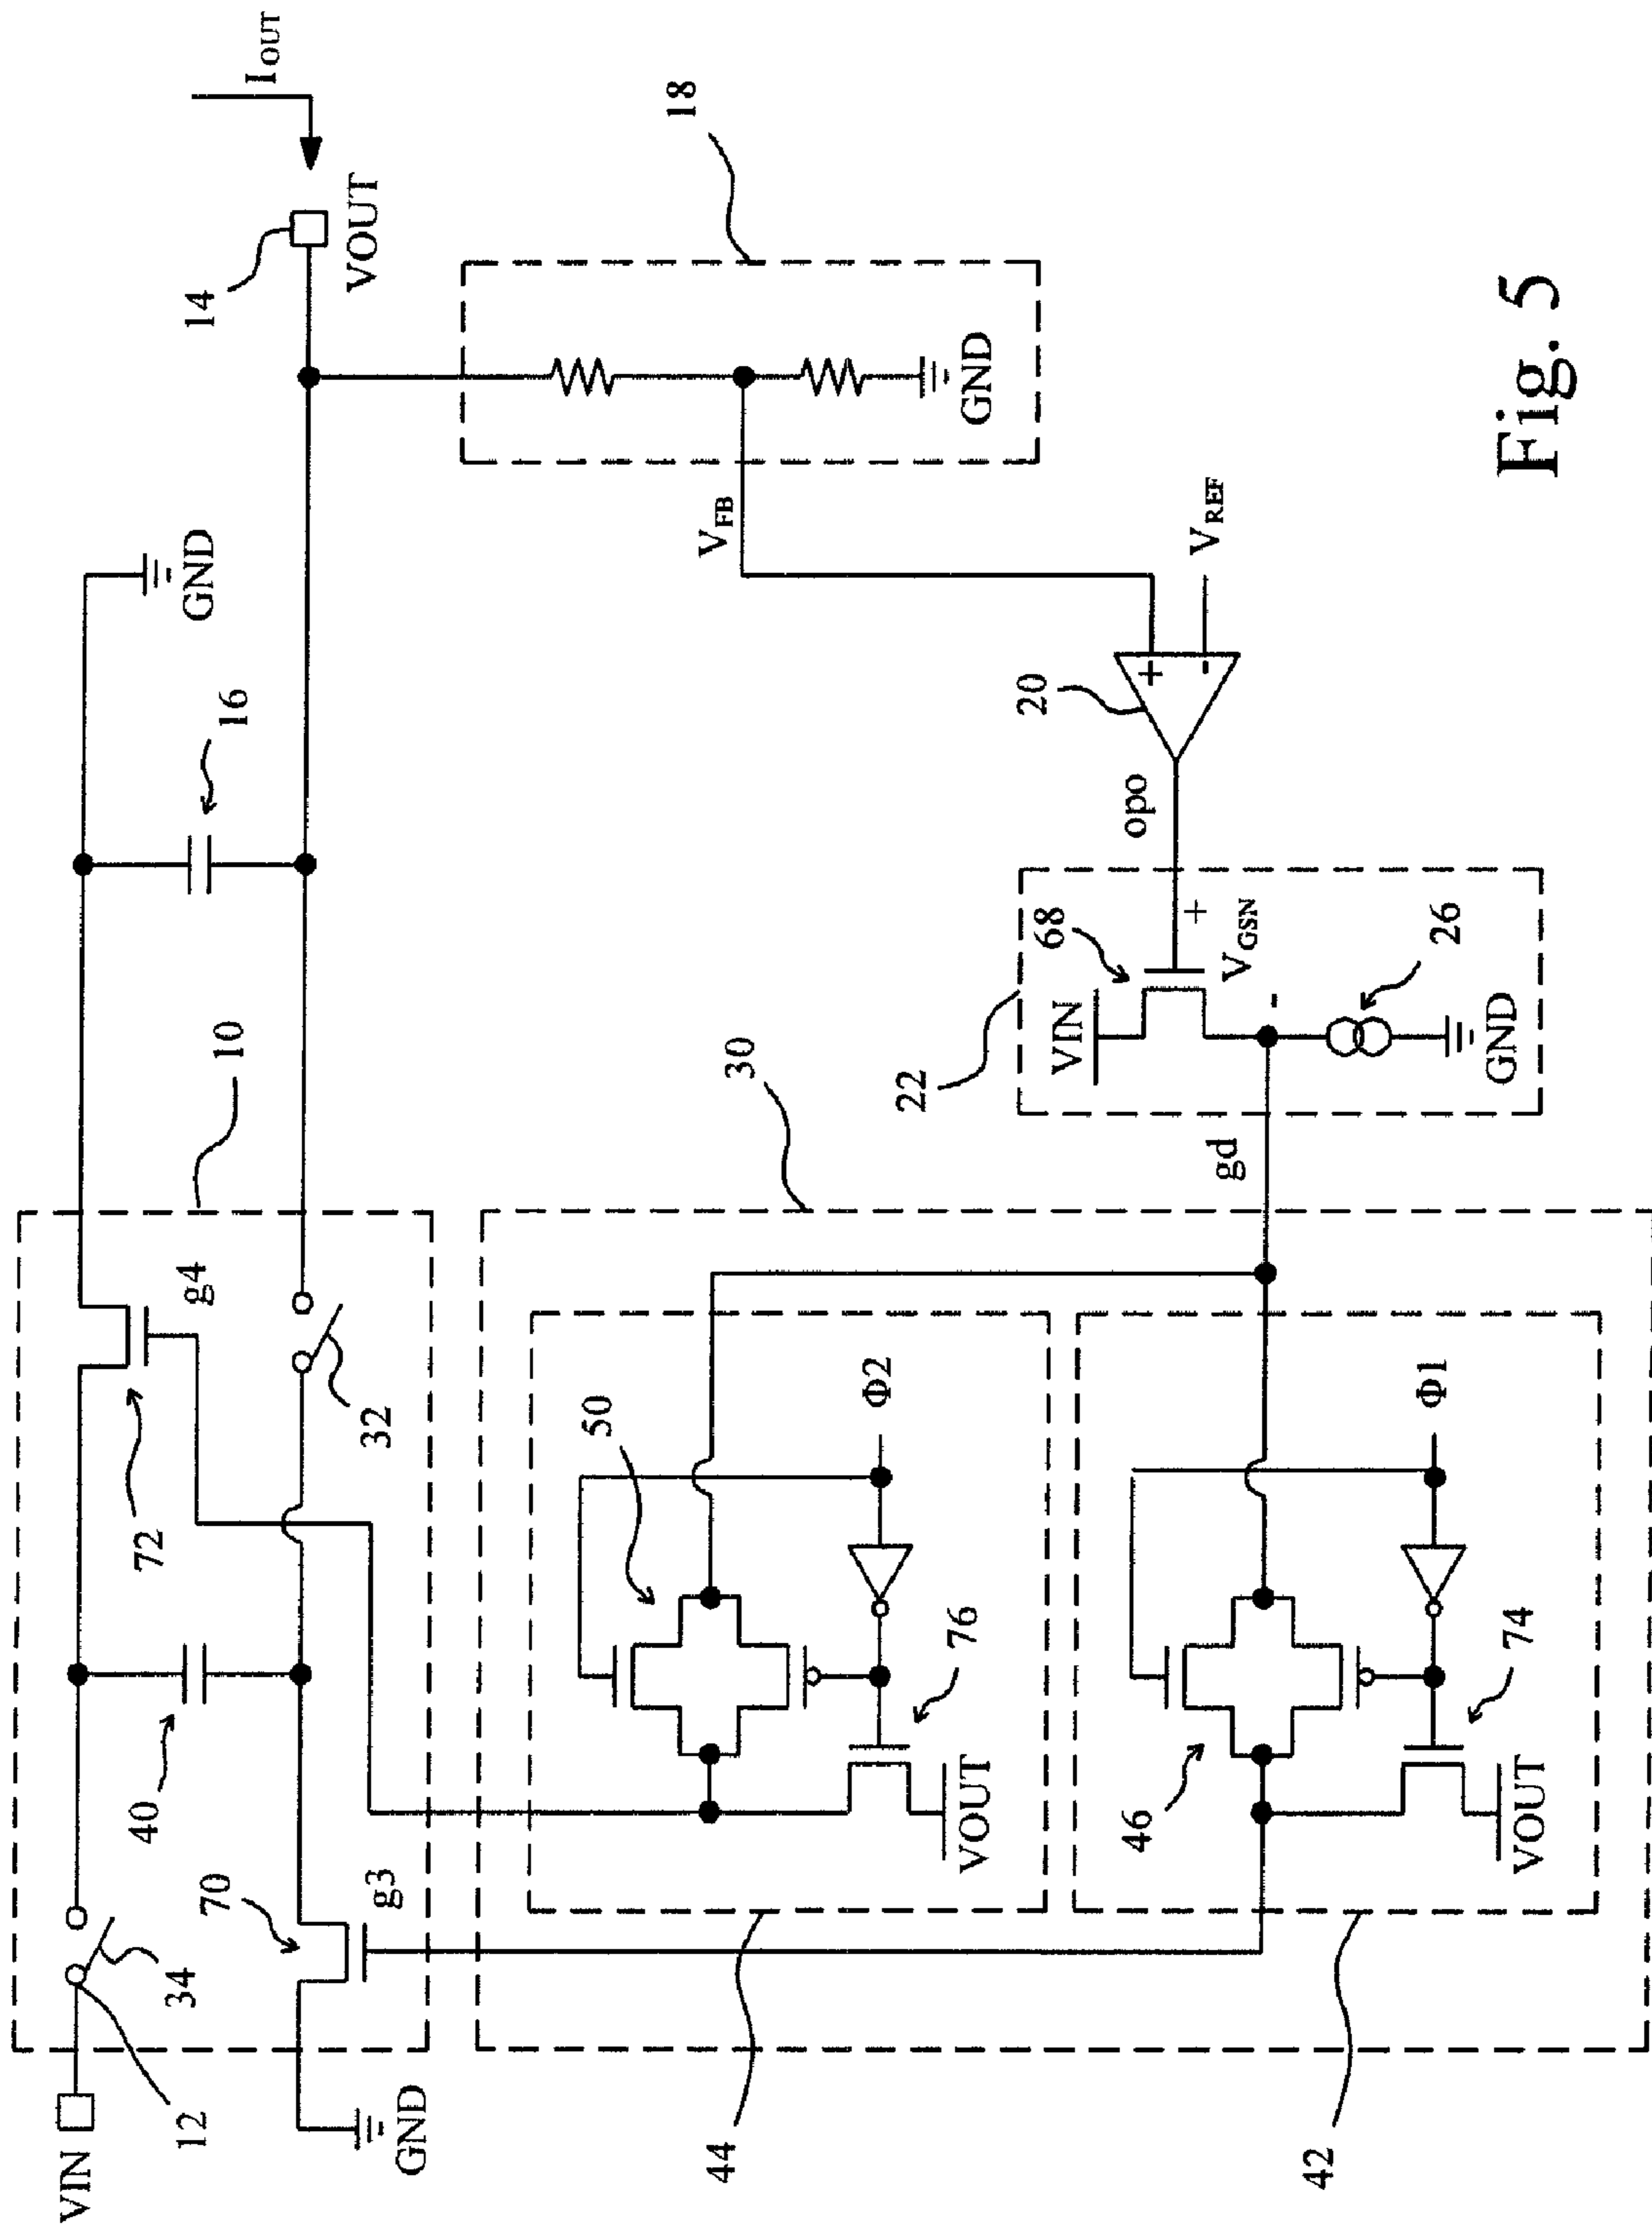 VIN
12
34
GND
70
g3
40
72
g4
32
10
16
GND
14
VOUT
IOUT
18
GND
VFB
VREF
20
opo
22
VIN
68
+
VGSN
-
26
GND
gd
30
44
50
Φ2
76
VOUT
42
46
Φ1
74
VOUT
+
-
Fig. 5